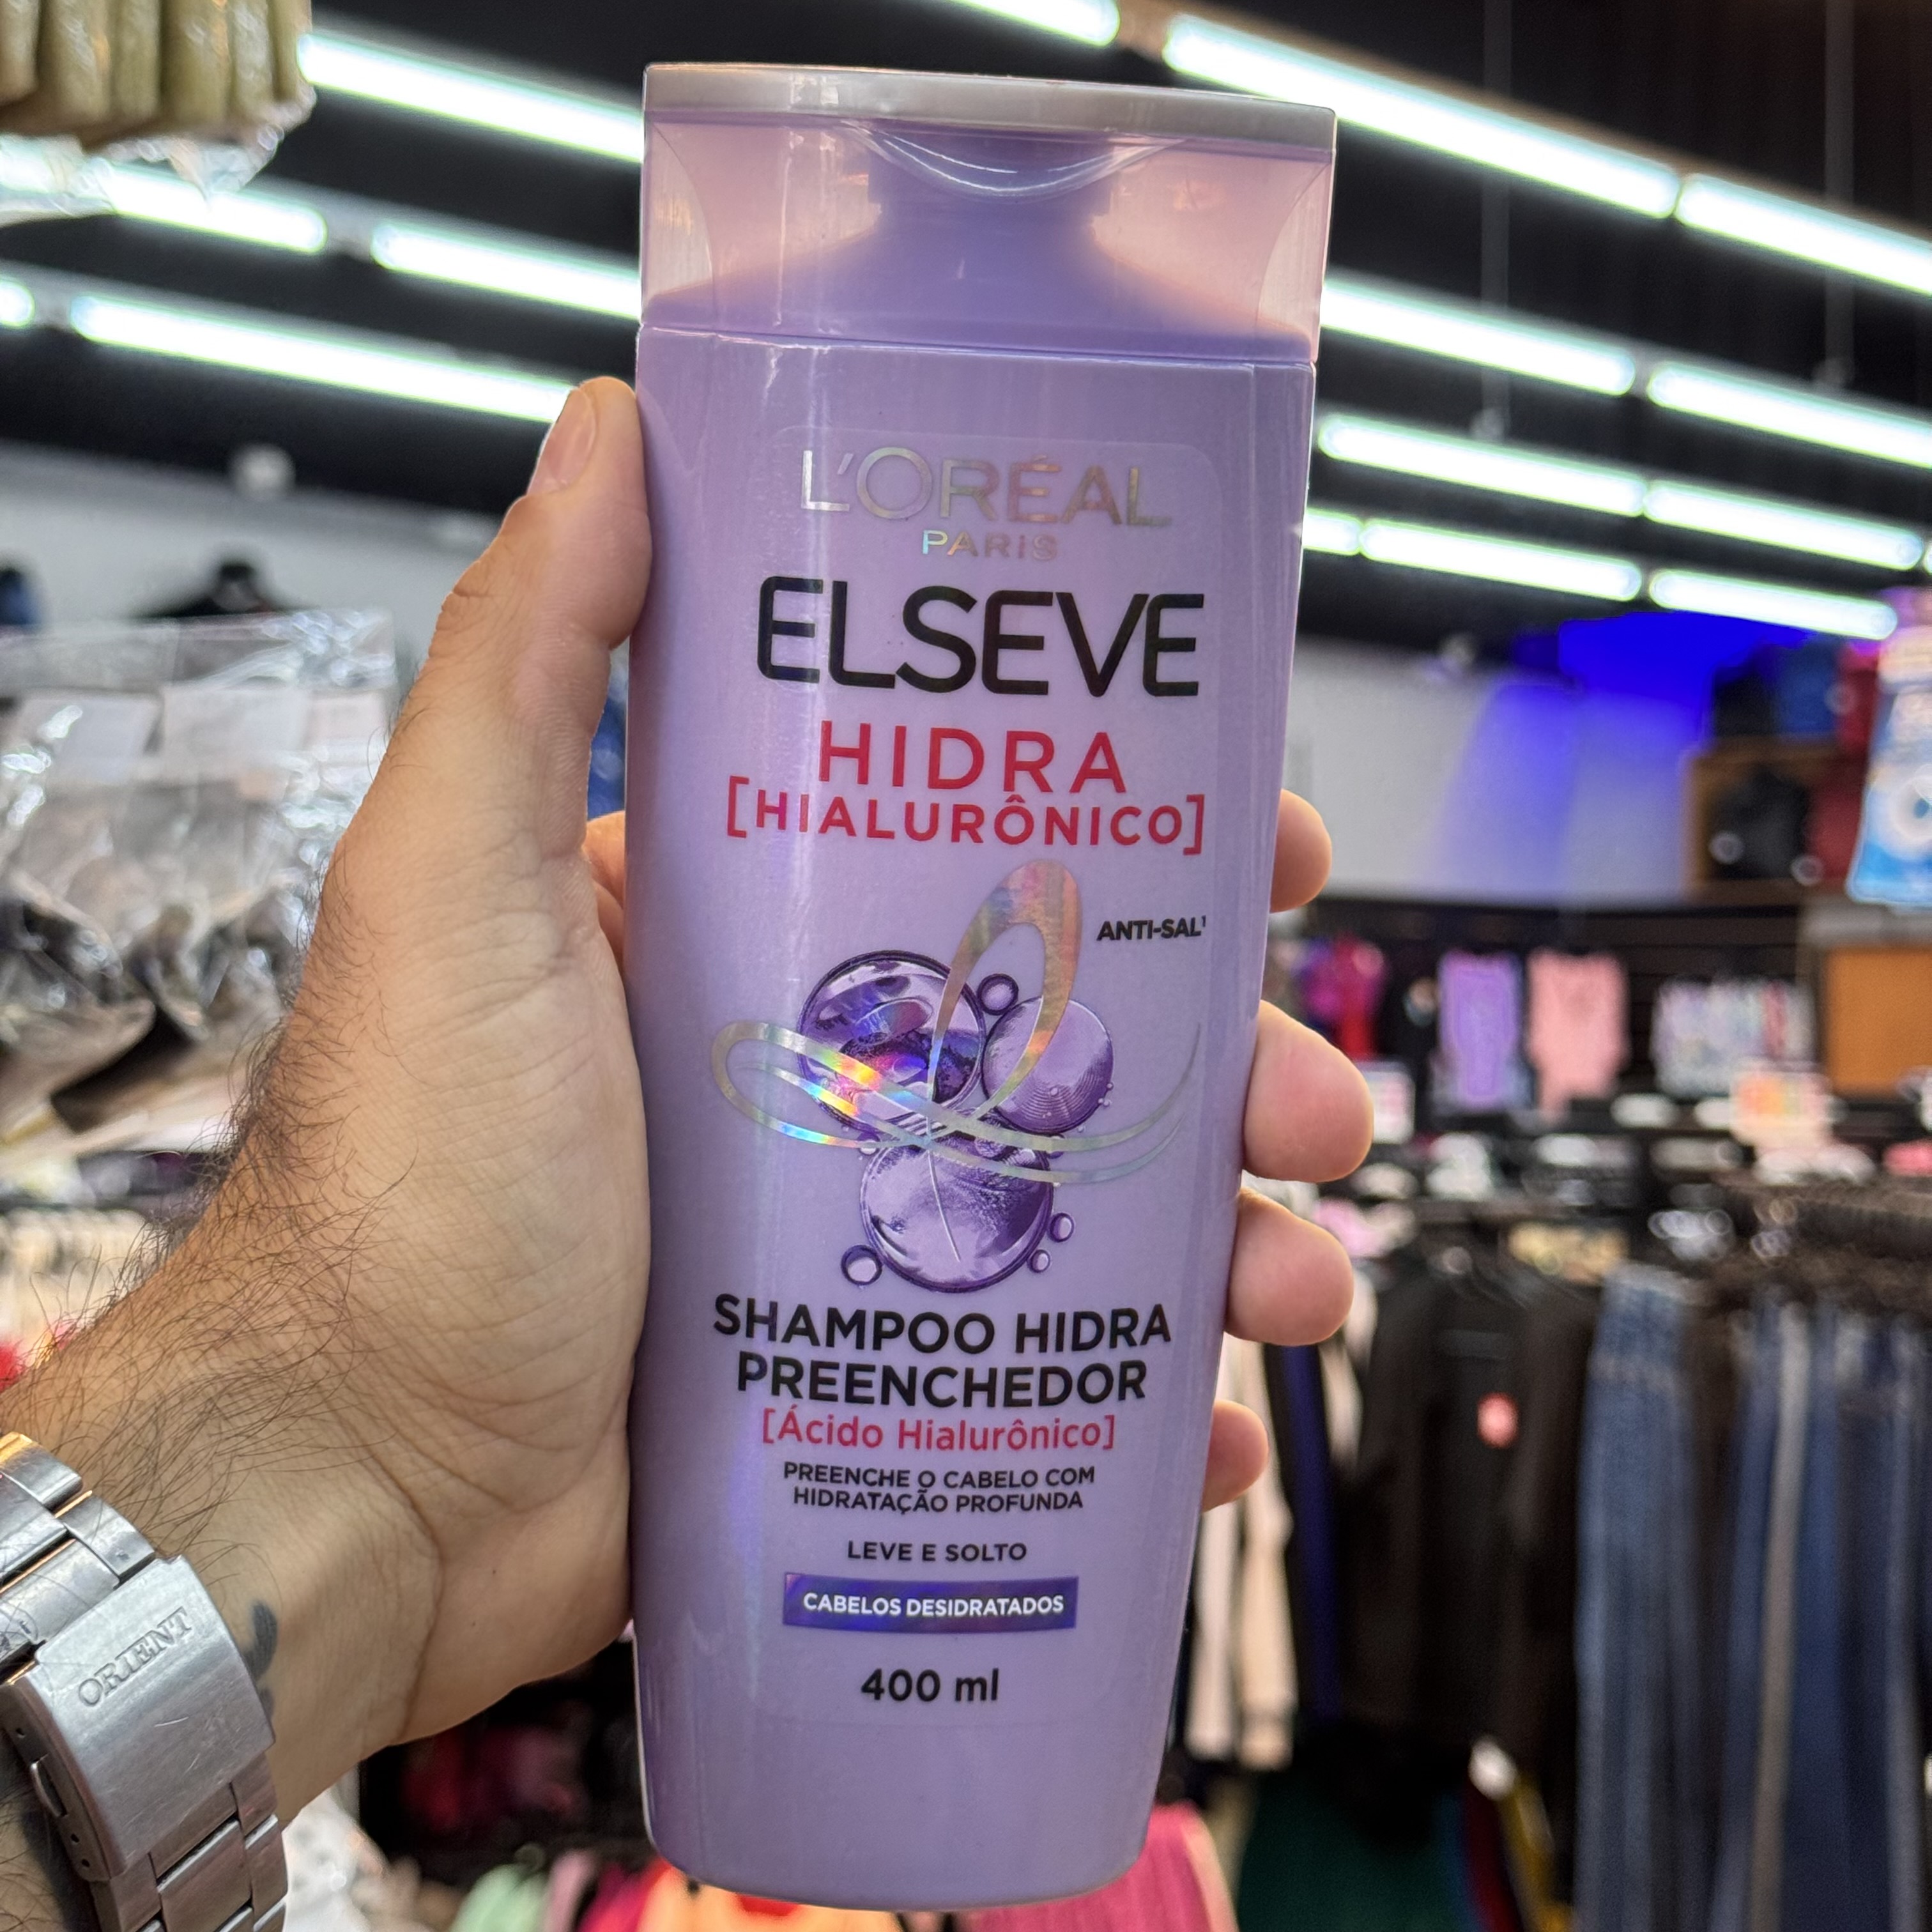 L'ORÉAL
PARIS
ELSEVE
HIDRA
[HIALURÔNICO]
ANTI-SAL¹
SHAMPOO HIDRA
PREENCHEDOR
[Ácido Hialurônico]
PREENCHE O CABELO COM
HIDRATAÇÃO PROFUNDA
LEVE E SOLTO
CABELOS DESIDRATADOS
400 ml
ORIENT